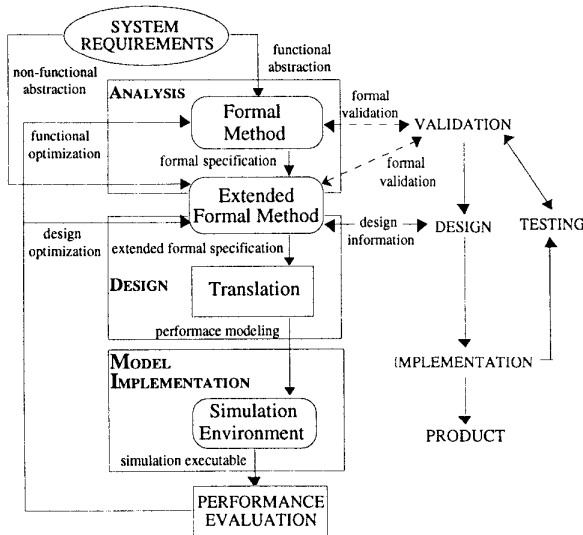 SYSTEM
REQUIREMENTS
non-functional
abstraction
functional
abstraction
ANALYSIS
Formal
Method
formal
validation
VALIDATION
functional
optimization
formal specification
formal
validation
Extended
Formal Method
design
information
DESIGN
TESTING
design
optimization
extended formal specification
DESIGN
Translation
performace modeling
MODEL
IMPLEMENTATION
IMPLEMENTATION
Simulation
Environment
PRODUCT
simulation executable
PERFORMANCE
EVALUATION